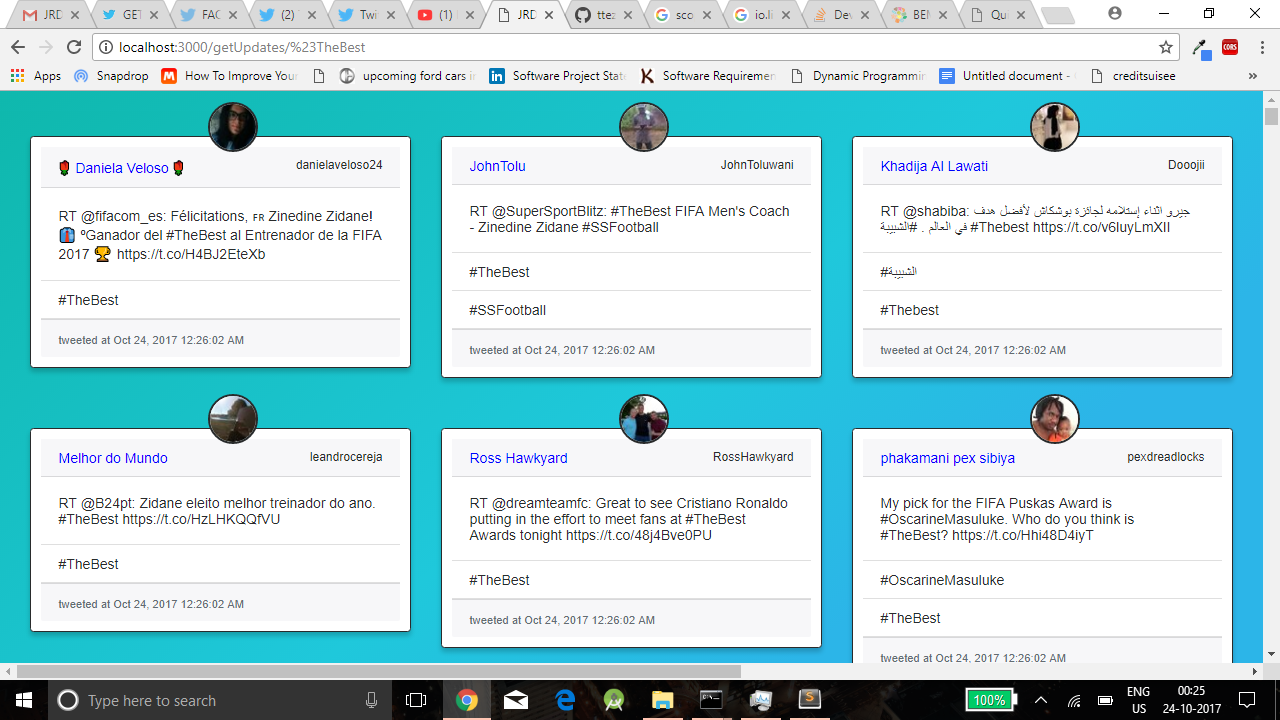 JRD
GET
FAC
(2)
Twi
(1)
JRD
ttez
sco
io.li
Dev
BEM
Qu
localhost:3000/getUpdates/%23TheBest
CORS
Apps
Snapdrop
How To Improve Your
upcoming ford cars in
Software Project State
Software Requiremen
Dynamic Programmin
Untitled document -
creditsuisee
»
🌹 Daniela Veloso 🌹
danielaveloso24
RT @fifacom_es: Félicitations, 🇫🇷 Zinedine Zidane!
👔 ºGanador del #TheBest al Entrenador de la FIFA
2017 🏆 https://t.co/H4BJ2EteXb
#TheBest
tweeted at Oct 24, 2017 12:26:02 AM
JohnTolu
JohnToluwani
RT @SuperSportBlitz: #TheBest FIFA Men's Coach
- Zinedine Zidane #SSFootball
#TheBest
#SSFootball
tweeted at Oct 24, 2017 12:26:02 AM
Khadija Al Lawati
Dooojii
RT @shabiba: جيرو اثناء إستلامه لجائزة بوشكاش لأفضل هدف
في العالم . #الشبيبة #Thebest https://t.co/v6IuyLmXII
#الشبيبة
#Thebest
tweeted at Oct 24, 2017 12:26:02 AM
Melhor do Mundo
leandrocereja
RT @B24pt: Zidane eleito melhor treinador do ano.
#TheBest https://t.co/HzLHKQQfVU
#TheBest
tweeted at Oct 24, 2017 12:26:02 AM
Ross Hawkyard
RossHawkyard
RT @dreamteamfc: Great to see Cristiano Ronaldo
putting in the effort to meet fans at #TheBest
Awards tonight https://t.co/48j4Bve0PU
#TheBest
tweeted at Oct 24, 2017 12:26:02 AM
phakamani pex sibiya
pexdreadlocks
My pick for the FIFA Puskas Award is
#OscarineMasuluke. Who do you think is
#TheBest? https://t.co/Hhi48D4iyT
#OscarineMasuluke
#TheBest
tweeted at Oct 24, 2017 12:26:02 AM
Type here to search
100%
ENG
US
00:25
24-10-2017